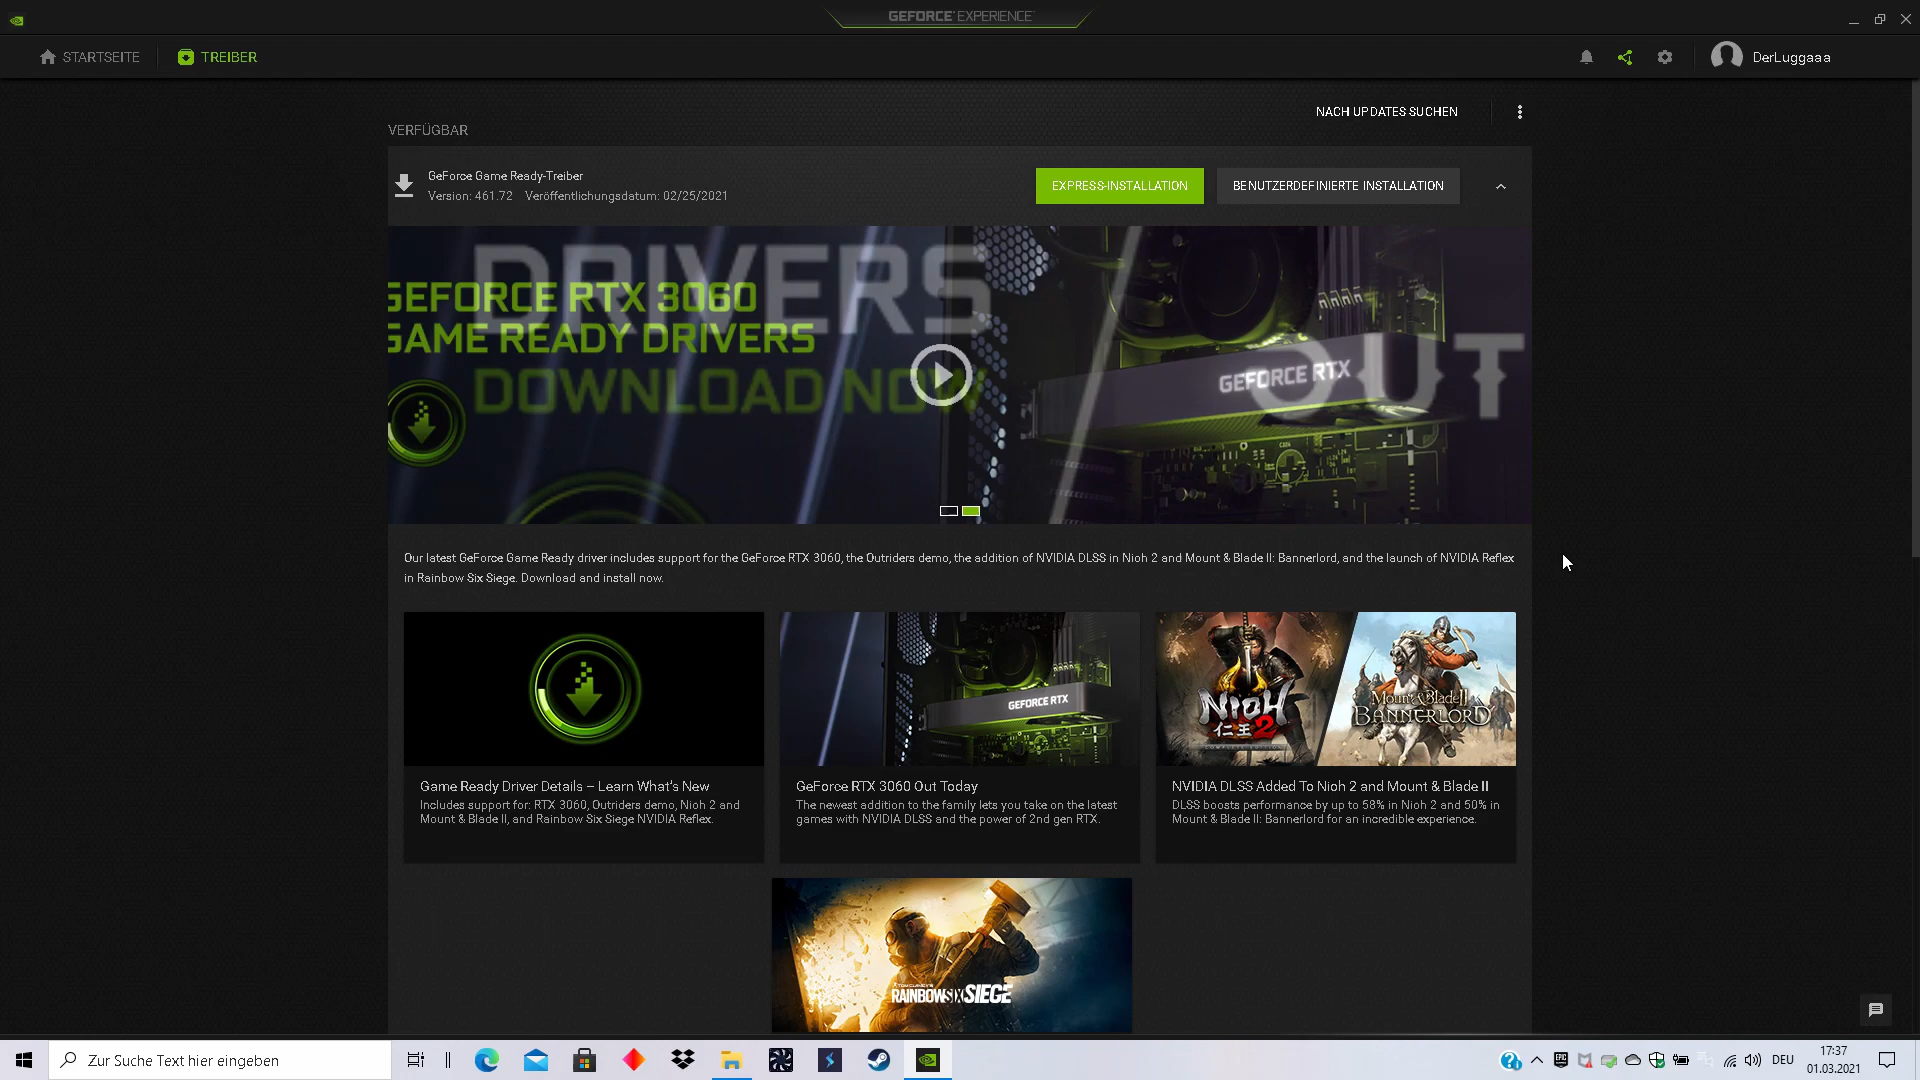 GEFORCE EXPERIENCE
STARTSEITE
TREIBER
DerLuggaaa
NACH UPDATES SUCHEN
VERFÜGBAR
GeForce Game Ready-Treiber
Version: 461.72 Veröffentlichungsdatum: 02/25/2021
EXPRESS-INSTALLATION
BENUTZERDEFINIERTE INSTALLATION
DRIVERS
GEFORCE RTX 3060
GAME READY DRIVERS
DOWNLOAD NOW
GEFORCE RTX
OUT
Our latest GeForce Game Ready driver includes support for the GeForce RTX 3060, the Outriders demo, the addition of NVIDIA DLSS in Nioh 2 and Mount & Blade II: Bannerlord, and the launch of NVIDIA Reflex
in Rainbow Six Siege. Download and install now.
GEFORCE RTX
NIOH
仁王2
COMPLETE EDITION
Mount & Blade II
BANNERLORD
Game Ready Driver Details – Learn What's New
Includes support for: RTX 3060, Outriders demo, Nioh 2 and
Mount & Blade II, and Rainbow Six Siege NVIDIA Reflex.
GeForce RTX 3060 Out Today
The newest addition to the family lets you take on the latest
games with NVIDIA DLSS and the power of 2nd gen RTX.
NVIDIA DLSS Added To Nioh 2 and Mount & Blade II
DLSS boosts performance by up to 58% in Nioh 2 and 50% in
Mount & Blade II: Bannerlord for an incredible experience.
TOM CLANCY'S
RAINBOW SIX SIEGE
Zur Suche Text hier eingeben
EPIC
DEU
17:37
01.03.2021